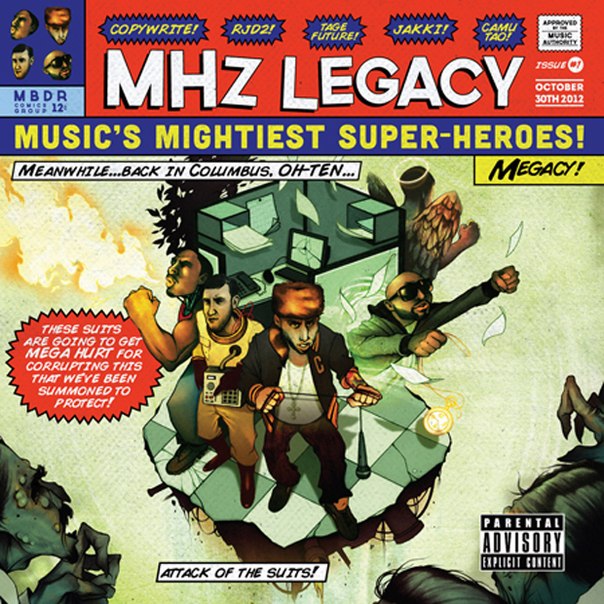 COPYWRITE!
RJD2!
TAGE
FUTURE!
JAKKI!
CAMU
TAO!
APPROVED
BY THE
MUSIC
AUTHORITY
ISSUE #1
OCTOBER
30TH 2012
MBDR
COMICS
GROUP 12¢
MHZ LEGACY
MUSIC'S MIGHTIEST SUPER-HEROES!
MEANWHILE...BACK IN COLUMBUS, OH-TEN...
MEGACY!
THESE SUITS
ARE GOING TO GET
MEGA HURT FOR
CORRUPTING THIS
THAT WE'VE BEEN
SUMMONED TO
PROTECT!
C
ATTACK OF THE SUITS!
PARENTAL
ADVISORY
EXPLICIT CONTENT